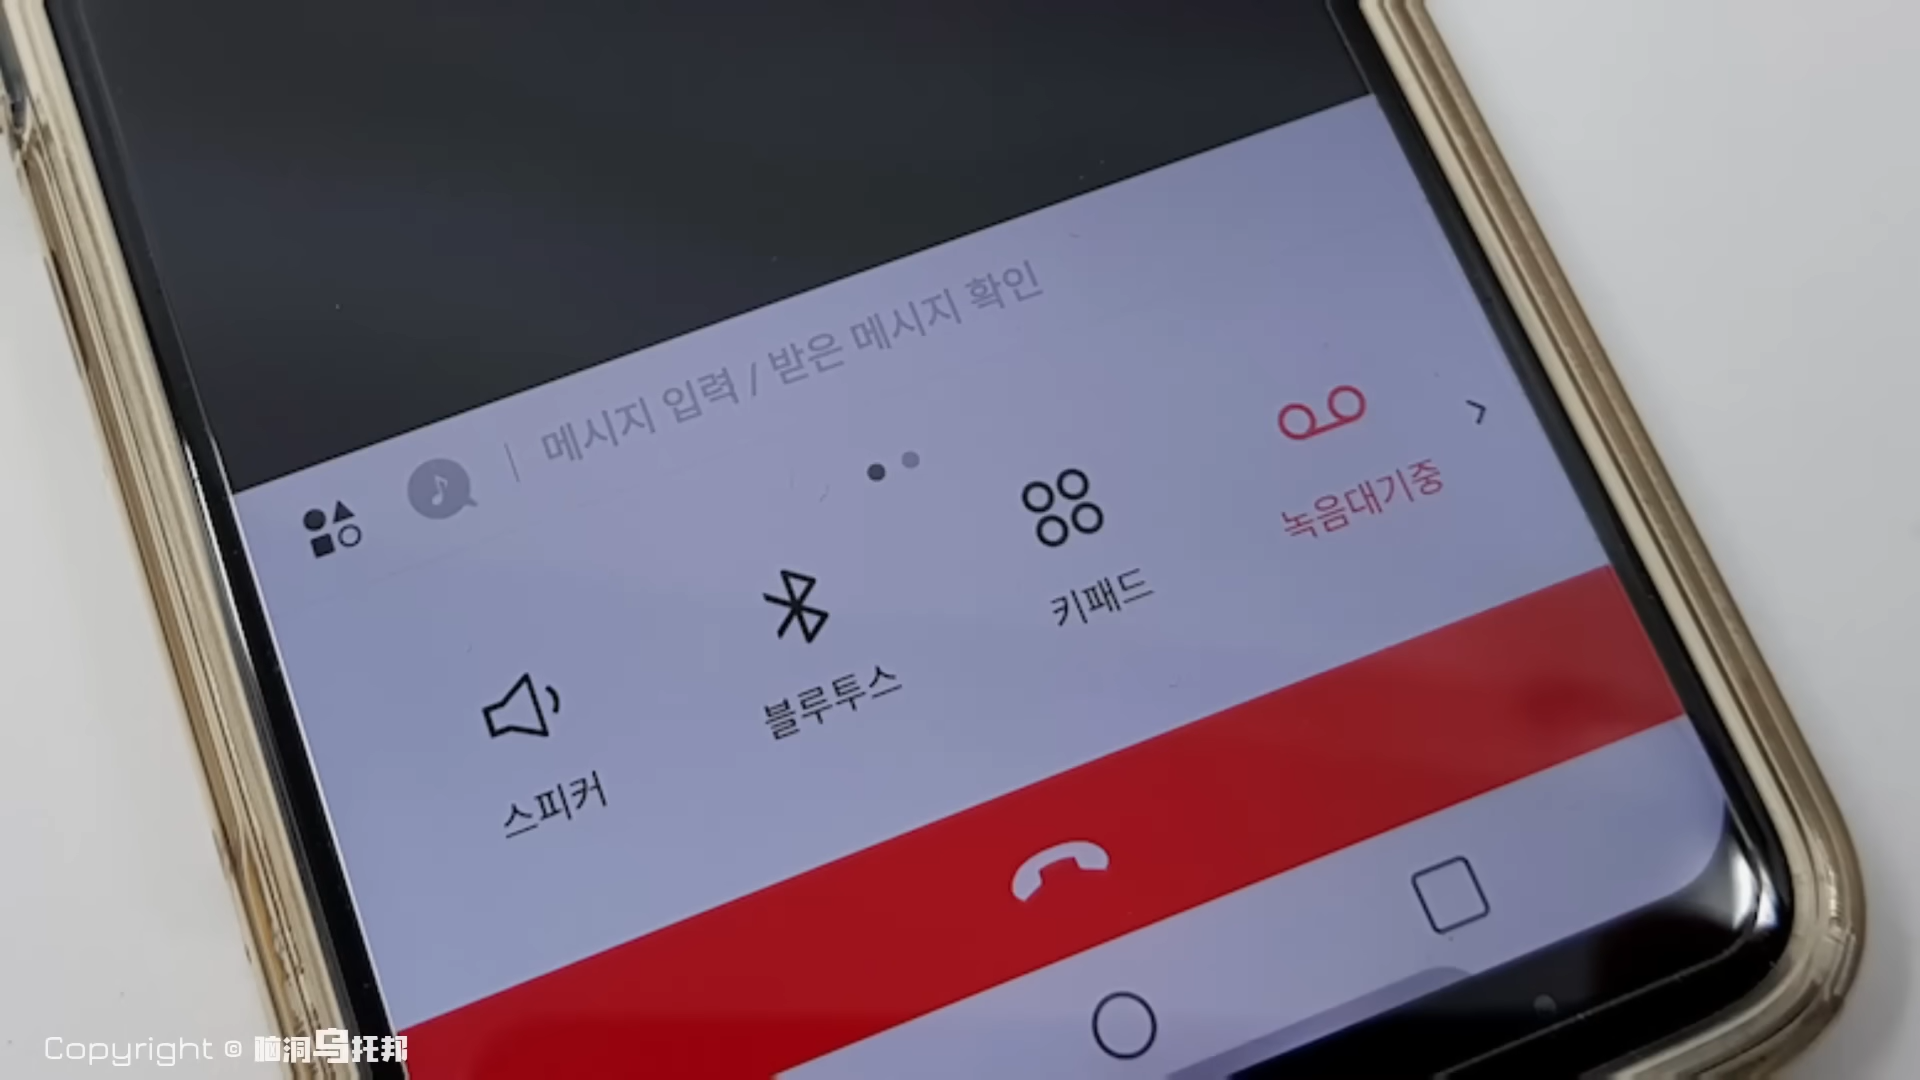 메시지 입력 / 받은 메시지 확인
녹음대기중
키패드
블루투스
스피커
Copyright © 脑洞乌托邦